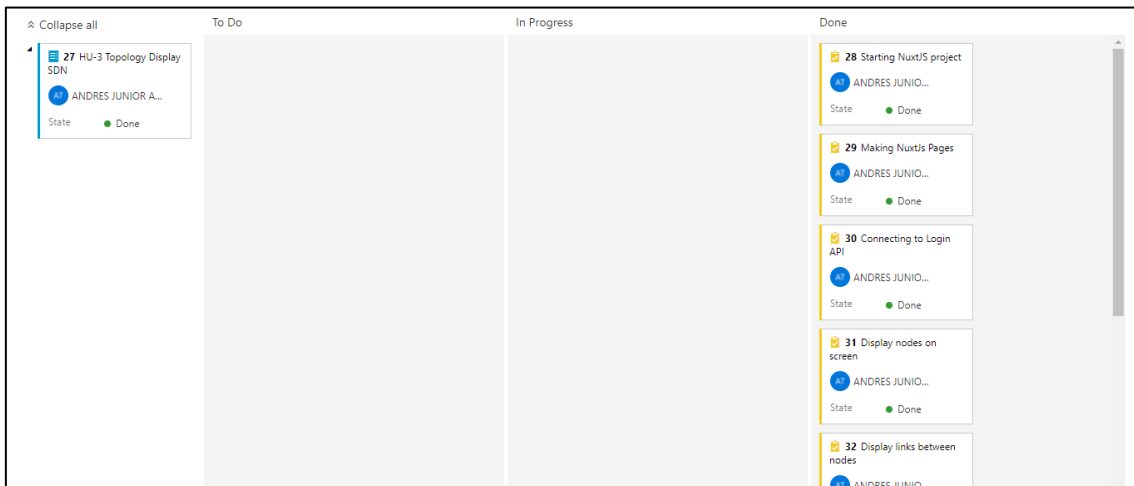 Collapse all
To Do
In Progress
Done
27 HU-3 Topology Display
SDN
AT ANDRES JUNIOR A...
State Done
28 Starting NuxtJS project
AT ANDRES JUNIO...
State Done
29 Making NuxtJs Pages
AT ANDRES JUNIO...
State Done
30 Connecting to Login
API
AT ANDRES JUNIO...
State Done
31 Display nodes on
screen
AT ANDRES JUNIO...
State Done
32 Display links between
nodes
AT ANDRES JUNIO...